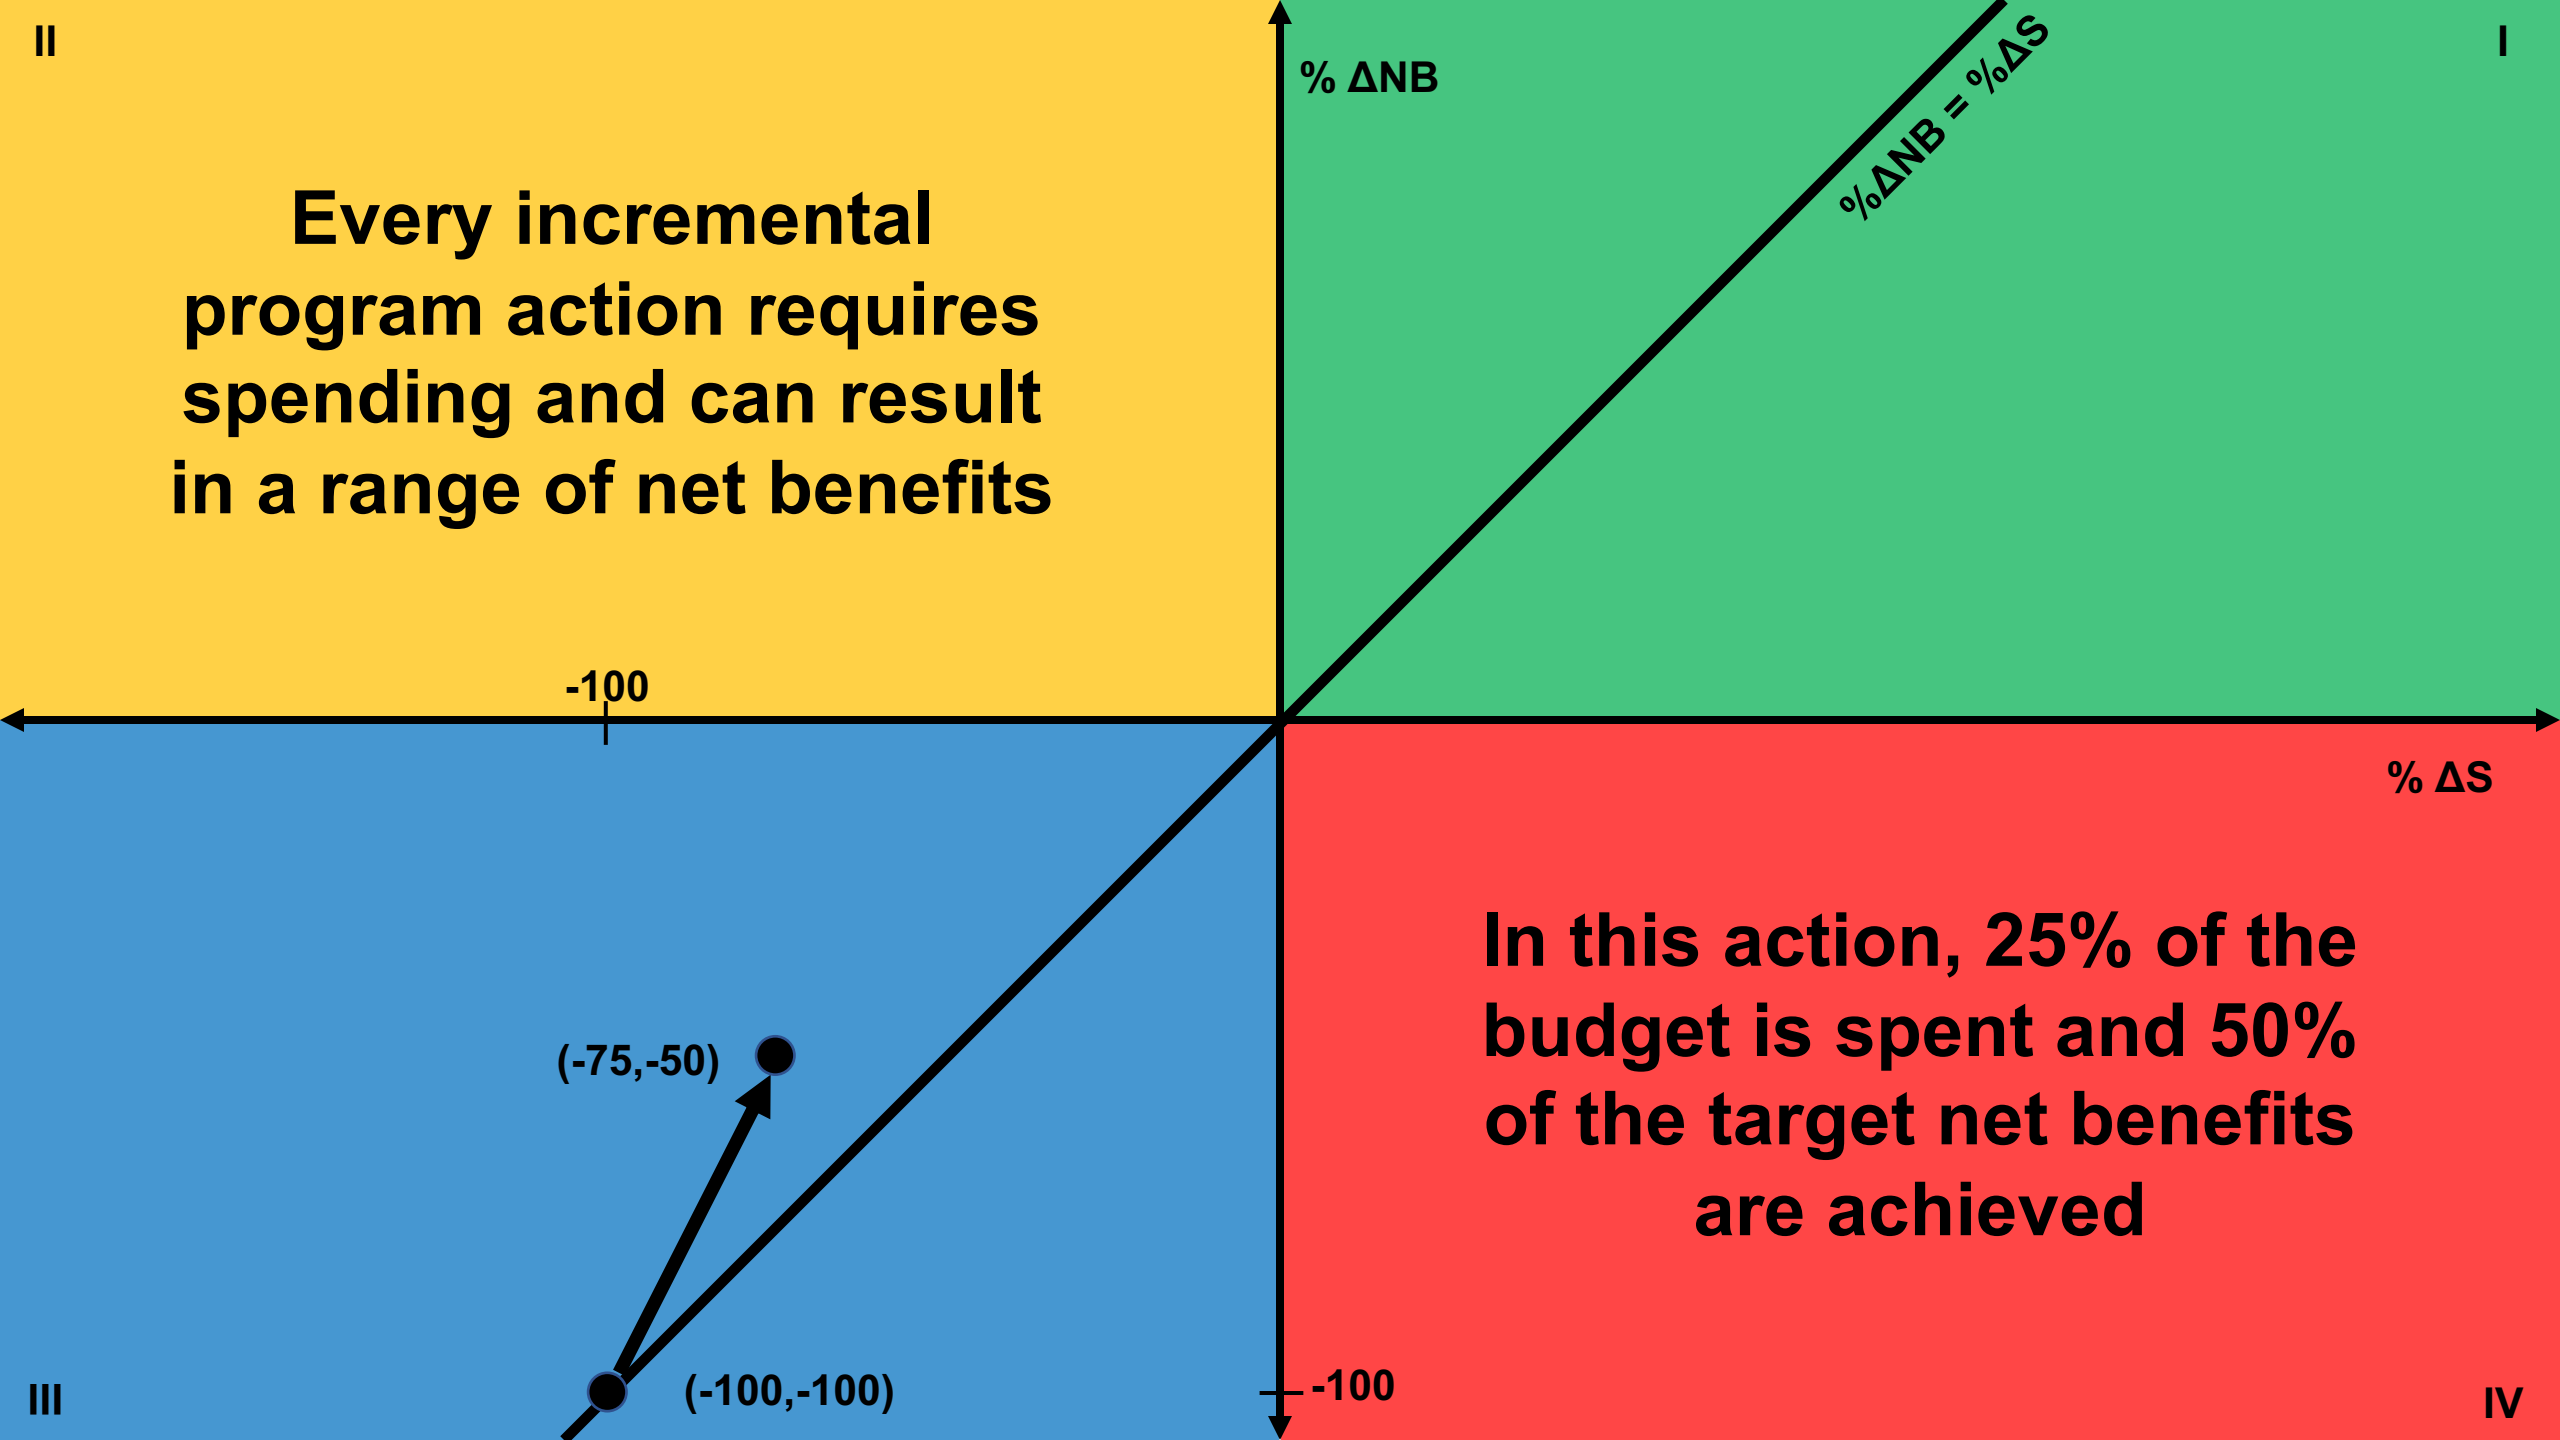 II
I
% ΔNB
%ΔNB = %ΔS
Every incremental
program action requires
spending and can result
in a range of net benefits
-100
% ΔS
In this action, 25% of the
budget is spent and 50%
of the target net benefits
are achieved
(-75,-50)
(-100,-100)
-100
III
IV